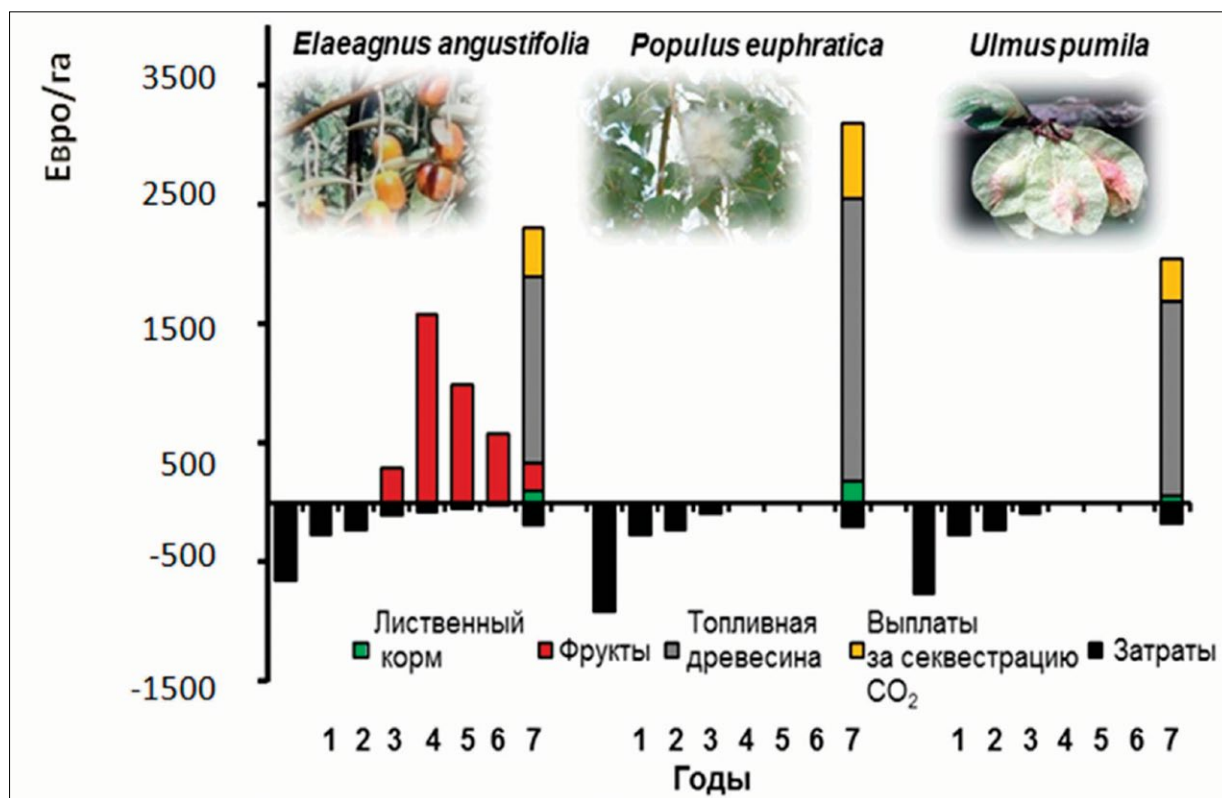 Евро/га
Elaeagnus angustifolia
Populus euphratica
Ulmus pumila
3500
2500
1500
500
-500
-1500
Лиственный
корм
Фрукты
Топливная
древесина
Выплаты
за секвестрацию
CO₂
Затраты
1 2 3 4 5 6 7 1 2 3 4 5 6 7 1 2 3 4 5 6 7
Годы